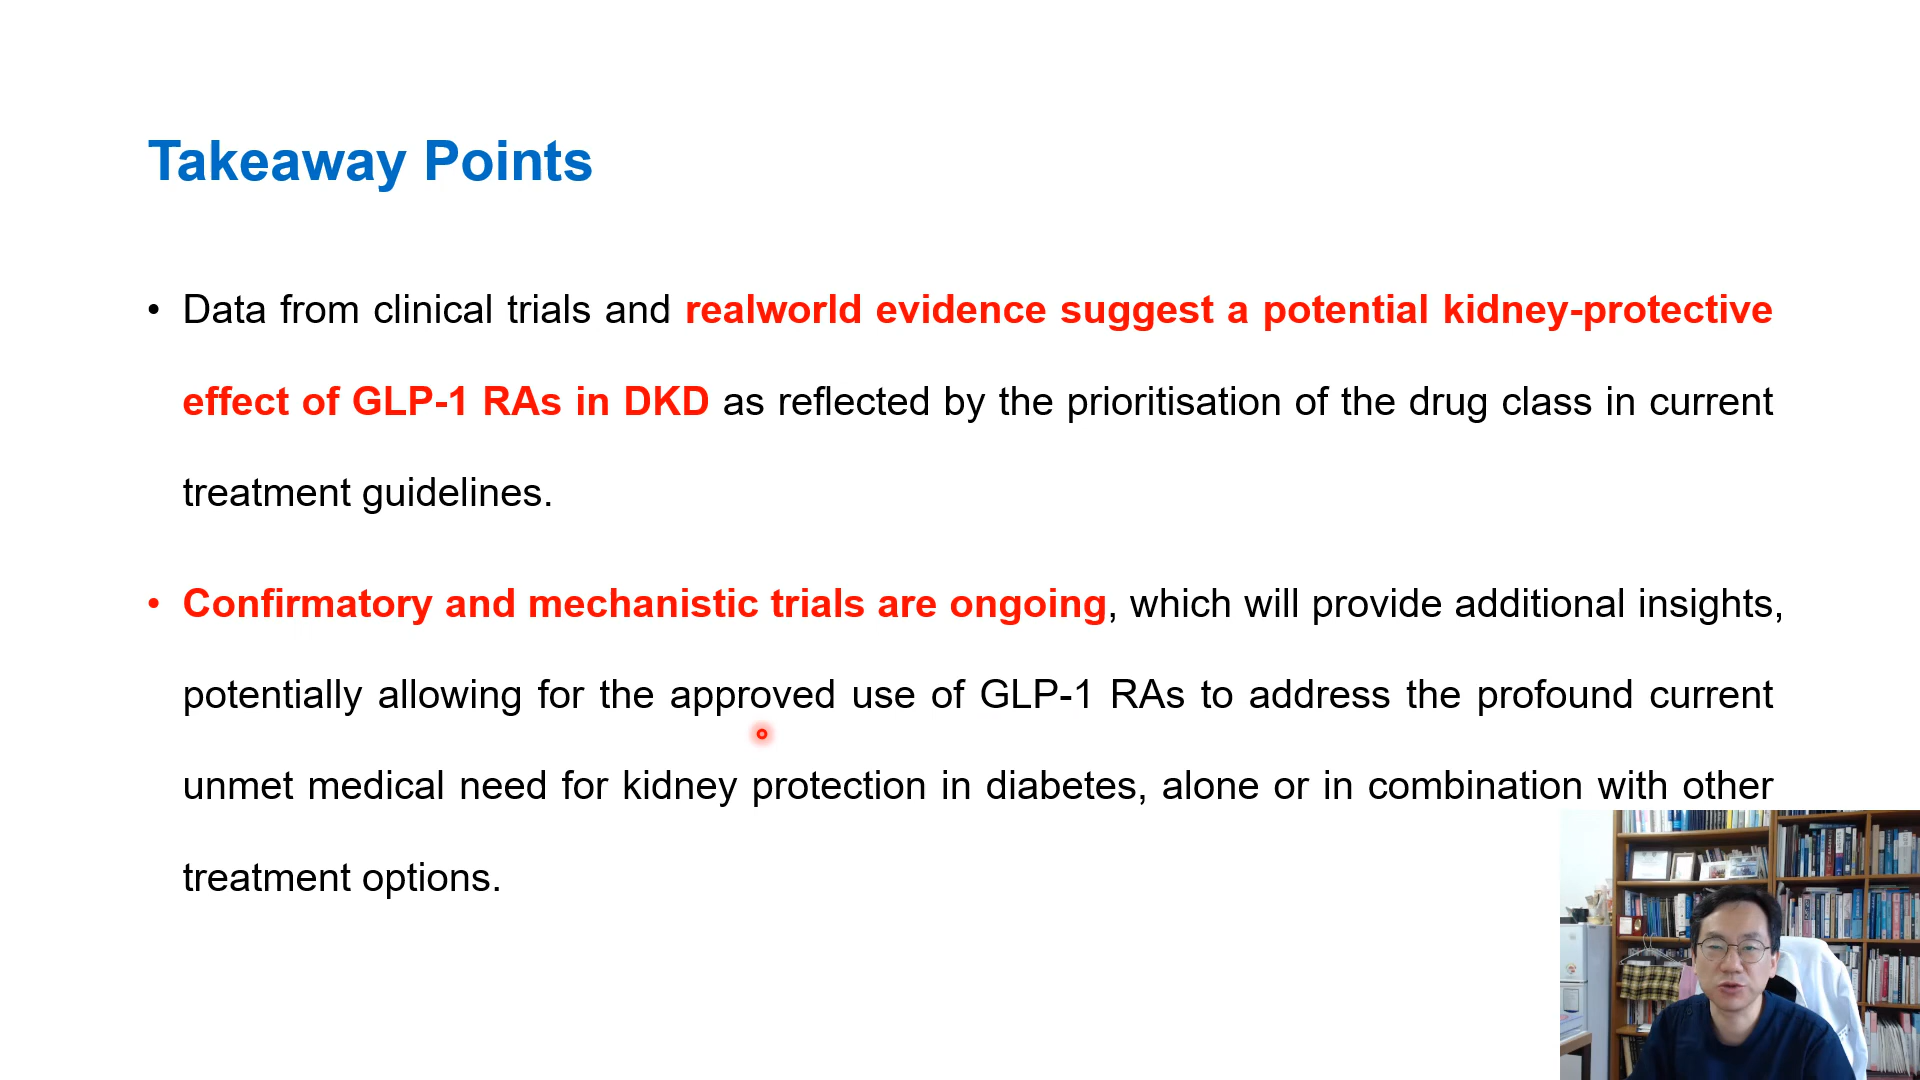 Takeaway Points
• Data from clinical trials and realworld evidence suggest a potential kidney-protective
effect of GLP-1 RAs in DKD as reflected by the prioritisation of the drug class in current
treatment guidelines.
• Confirmatory and mechanistic trials are ongoing, which will provide additional insights,
potentially allowing for the approved use of GLP-1 RAs to address the profound current
unmet medical need for kidney protection in diabetes, alone or in combination with other
treatment options.